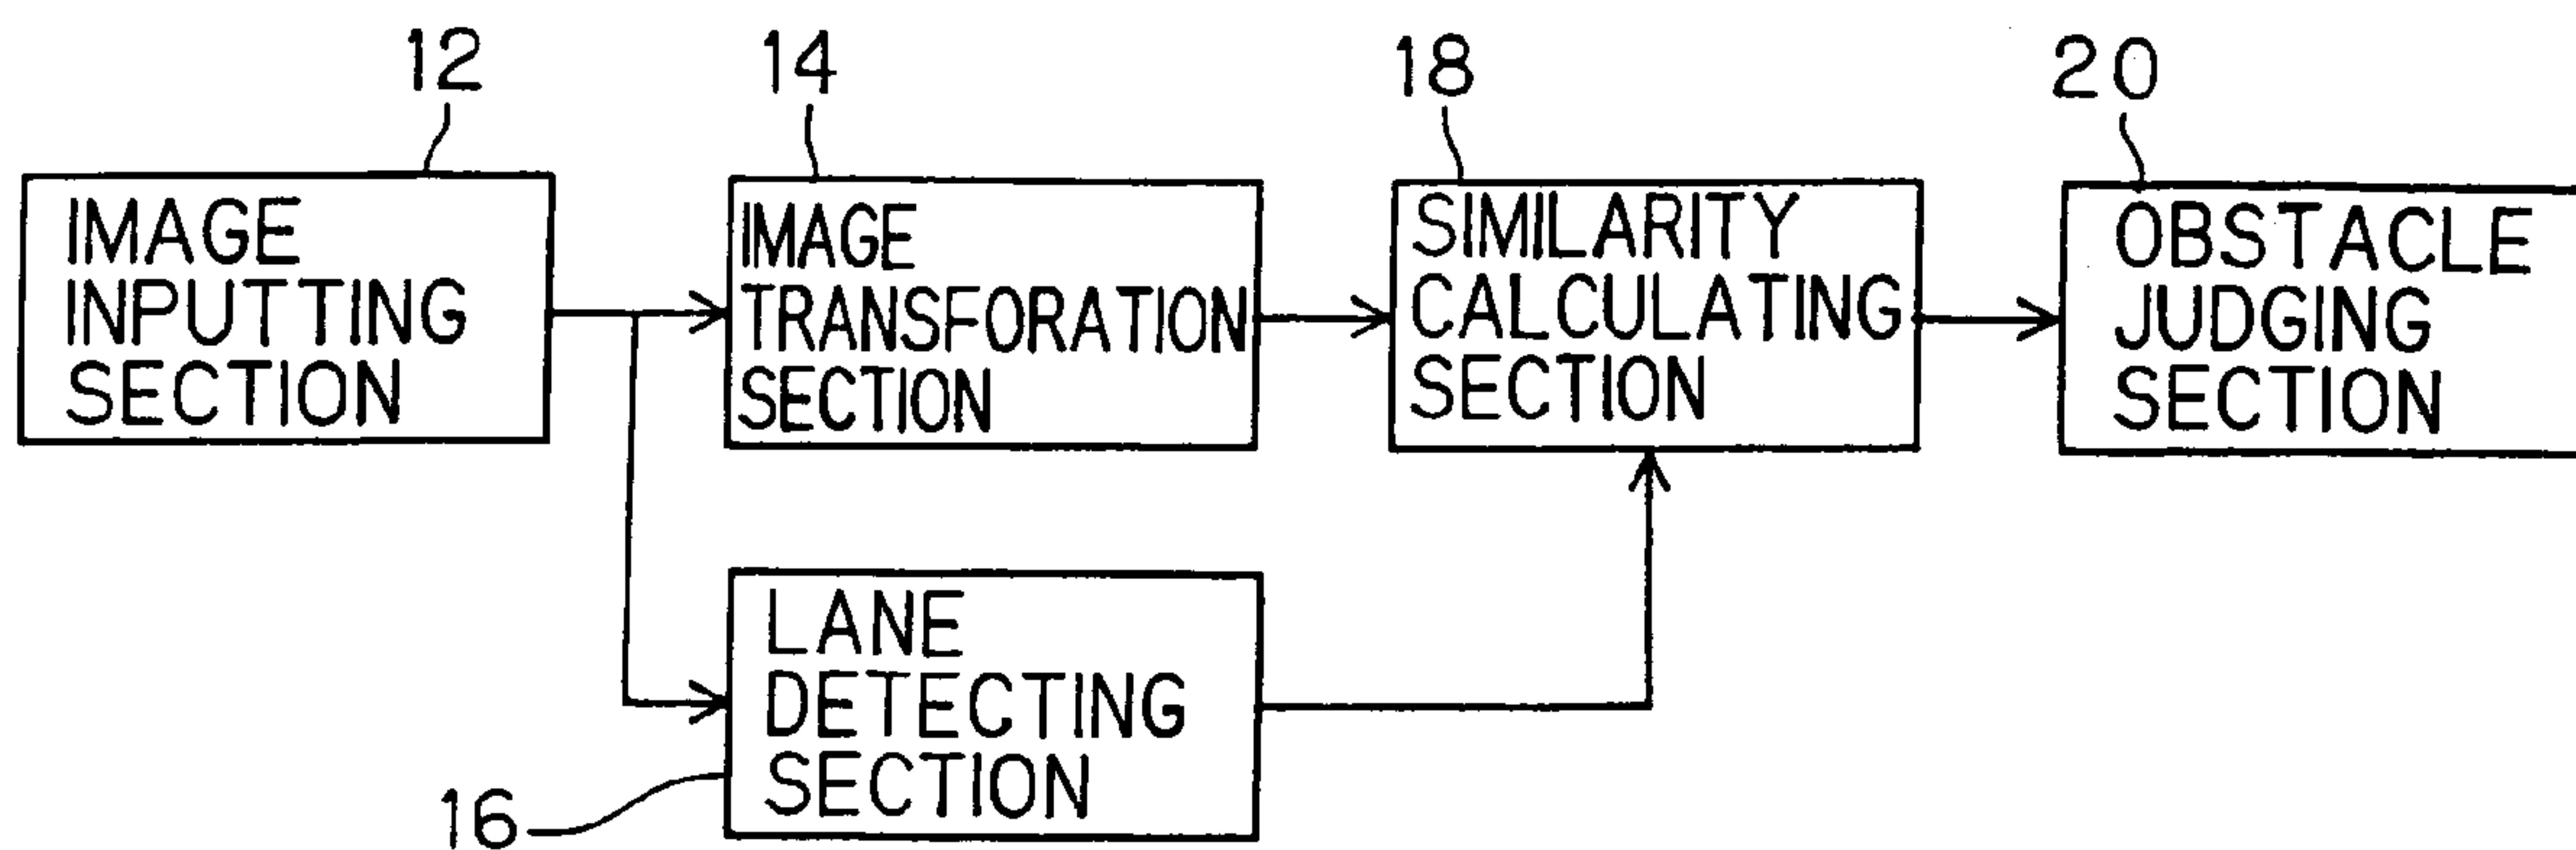 12
14
18
20
IMAGE
INPUTTING
SECTION
IMAGE
TRANSFORATION
SECTION
SIMILARITY
CALCULATING
SECTION
OBSTACLE
JUDGING
SECTION
LANE
DETECTING
SECTION
16